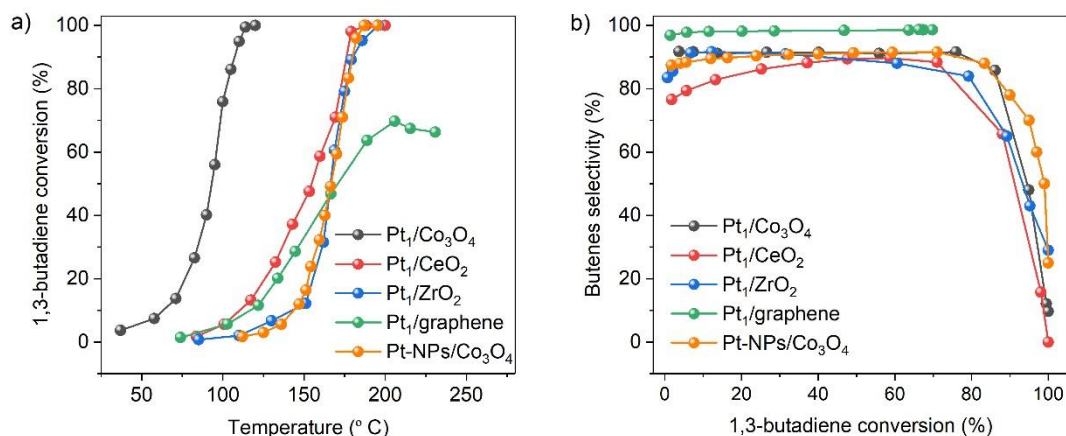 a)
1,3-butadiene conversion (%)
100
80
60
40
20
0
Pt₁/Co₃O₄
Pt₁/CeO₂
Pt₁/ZrO₂
Pt₁/graphene
Pt-NPs/Co₃O₄
50 100 150 200 250
Temperature (° C)
b)
Butenes selectivity (%)
100
80
60
40
20
0
Pt₁/Co₃O₄
Pt₁/CeO₂
Pt₁/ZrO₂
Pt₁/graphene
Pt-NPs/Co₃O₄
0 20 40 60 80 100
1,3-butadiene conversion (%)